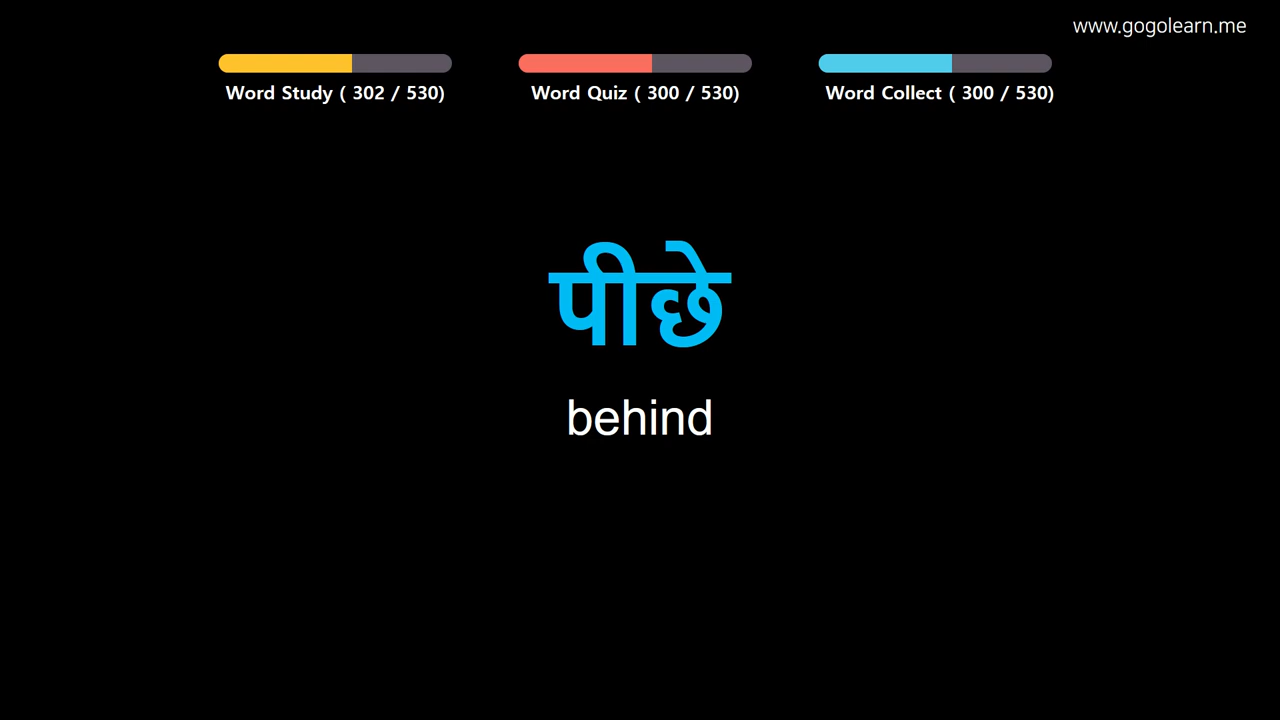 www.gogolearn.me
Word Study ( 302 / 530)
Word Quiz ( 300 / 530)
Word Collect ( 300 / 530)
पीछे
behind